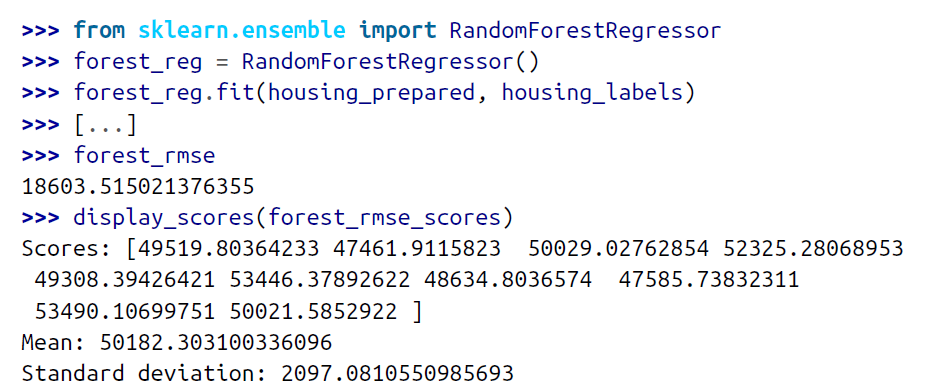 >>> from sklearn.ensemble import RandomForestRegressor
>>> forest_reg = RandomForestRegressor()
>>> forest_reg.fit(housing_prepared, housing_labels)
>>> [...]
>>> forest_rmse
18603.515021376355
>>> display_scores(forest_rmse_scores)
Scores: [49519.80364233 47461.9115823  50029.02762854 52325.28068953
 49308.39426421 53446.37892622 48634.8036574  47585.73832311
 53490.10699751 50021.5852922 ]
Mean: 50182.303100336096
Standard deviation: 2097.0810550985693